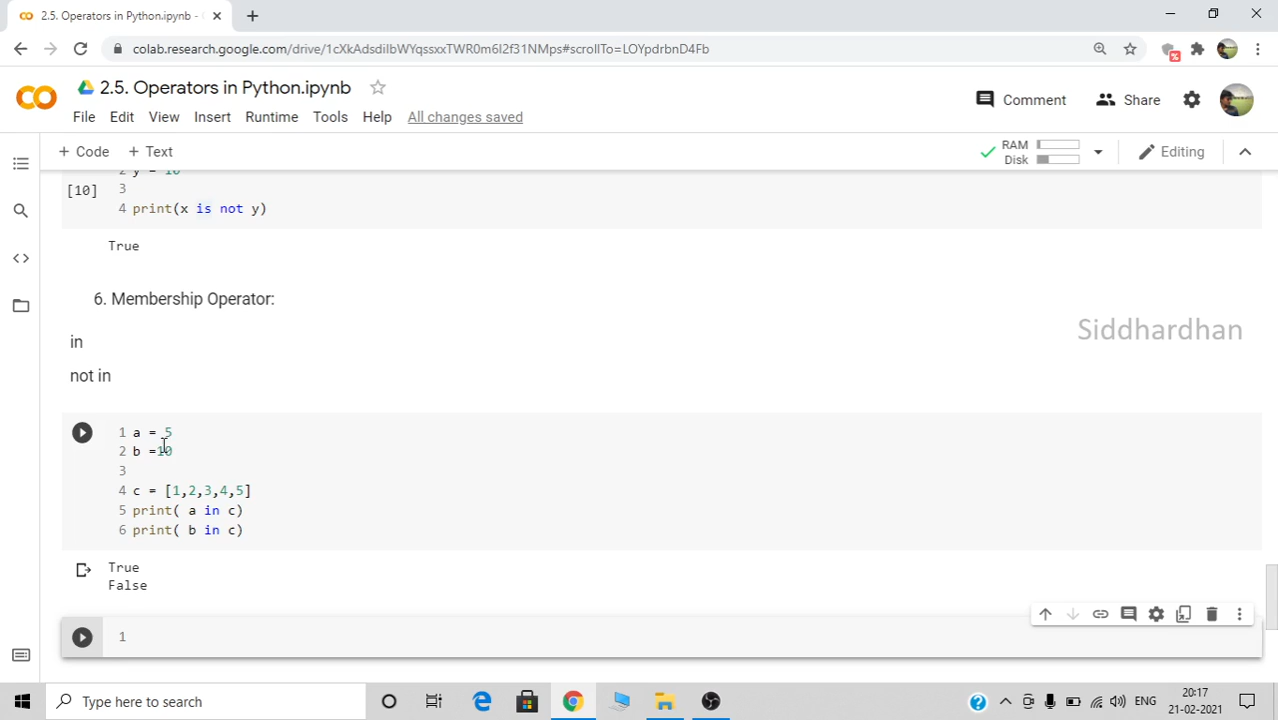 2.5. Operators in Python.ipynb - 
colab.research.google.com/drive/1cXkAdsdiIbWYqssxxTWR0m6I2f31NMps#scrollTo=LOYpdrbnD4Fb
2.5. Operators in Python.ipynb
Comment
Share
File Edit View Insert Runtime Tools Help All changes saved
+ Code + Text
RAM
Disk
Editing
2 y = 10
[10]
3
4 print(x is not y)
True
6. Membership Operator:
Siddhardhan
in
not in
1 a = 5
2 b =10
3
4 c = [1,2,3,4,5]
5 print( a in c)
6 print( b in c)
True
False
1
Type here to search
ENG
20:17
21-02-2021